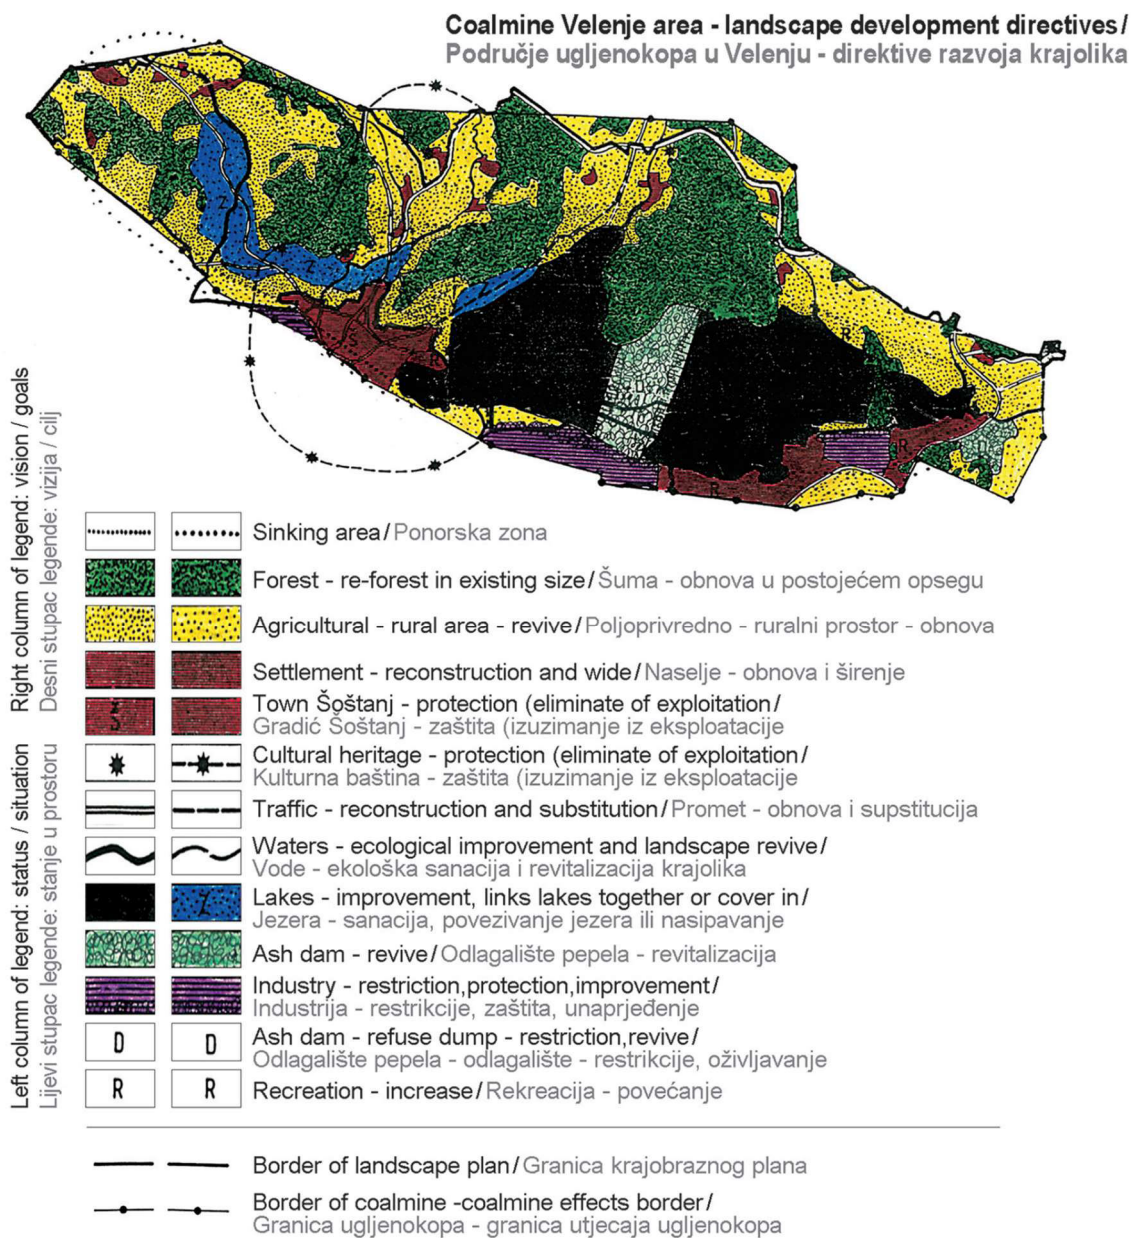 Coalmine Velenje area - landscape development directives/
Područje ugljenokopa u Velenju - direktive razvoja krajolika
Z
Z
Z
Š
D
R
R
R
Right column of legend: vision / goals
Desni stupac legende: vizija / cilj
Left column of legend: status / situation
Lijevi stupac legende: stanje u prostoru
Sinking area/Ponorska zona
Forest - re-forest in existing size/Šuma - obnova u postojećem opsegu
Agricultural - rural area - revive/Poljoprivredno - ruralni prostor - obnova
Settlement - reconstruction and wide/Naselje - obnova i širenje
Š
Town Šoštanj - protection (eliminate of exploitation/
Gradić Šoštanj - zaštita (izuzimanje iz eksploatacije
Cultural heritage - protection (eliminate of exploitation/
Kulturna baština - zaštita (izuzimanje iz eksploatacije
Traffic - reconstruction and substitution/Promet - obnova i supstitucija
Waters - ecological improvement and landscape revive/
Vode - ekološka sanacija i revitalizacija krajolika
Z
Lakes - improvement, links lakes together or cover in/
Jezera - sanacija, povezivanje jezera ili nasipavanje
Ash dam - revive/Odlagalište pepela - revitalizacija
Industry - restriction,protection,improvement/
Industrija - restrikcije, zaštita, unaprjeđenje
D D
Ash dam - refuse dump - restriction,revive/
Odlagalište pepela - odlagalište - restrikcije, oživljavanje
R R Recreation - increase/Rekreacija - povećanje
Border of landscape plan/Granica krajobraznog plana
Border of coalmine -coalmine effects border/
Granica ugljenokopa - granica utjecaja ugljenokopa